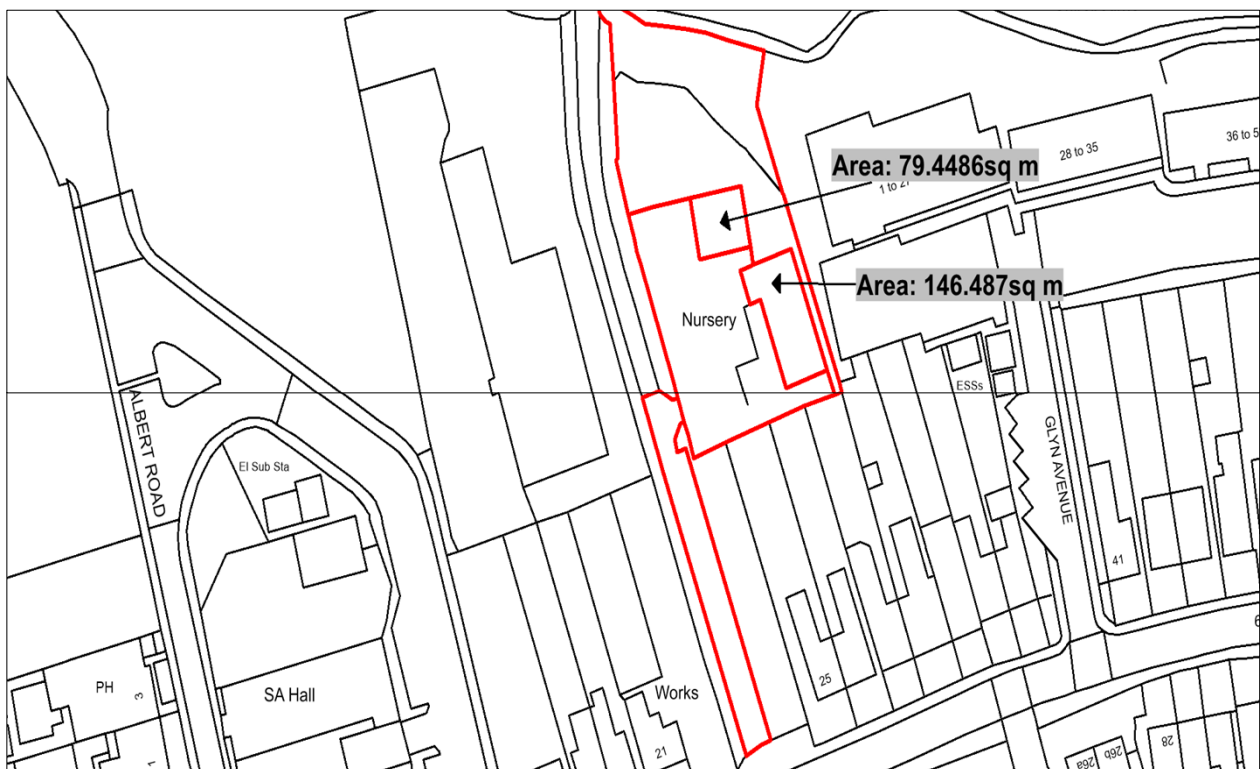 36 to 5
28 to 35
Area: 79.4486sq m
1 to 27
Area: 146.487sq m
Nursery
ESSs
ALBERT ROAD
GLYN AVENUE
El Sub Sta
41
25
PH
3
SA Hall
Works
21
1
26a
26b
28